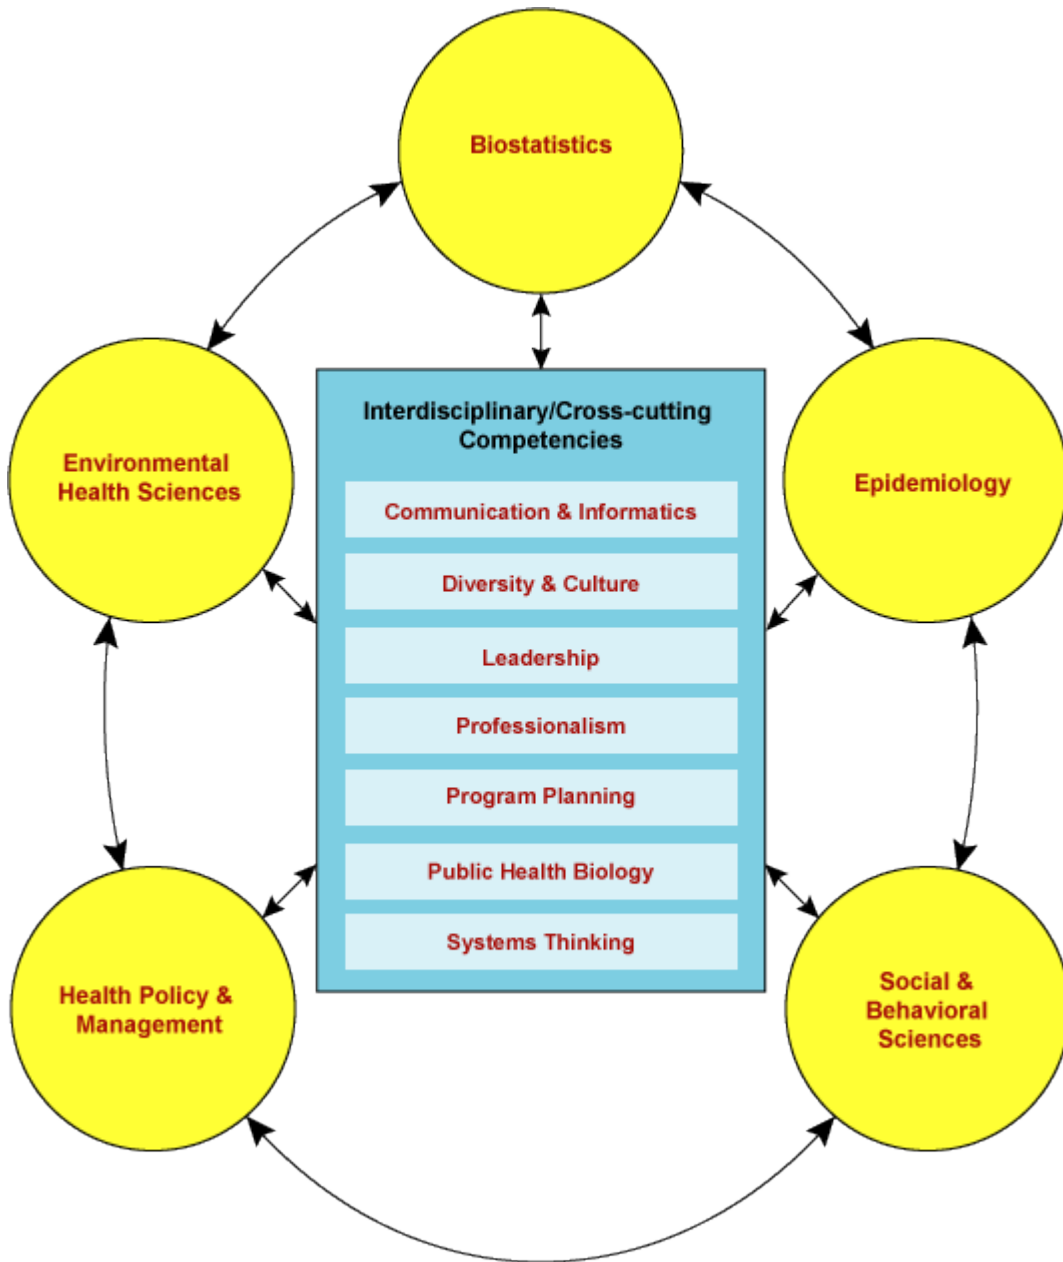 Biostatistics
Environmental
Health Sciences
Epidemiology
Interdisciplinary/Cross-cutting
Competencies
Communication & Informatics
Diversity & Culture
Leadership
Professionalism
Program Planning
Public Health Biology
Systems Thinking
Health Policy &
Management
Social &
Behavioral
Sciences